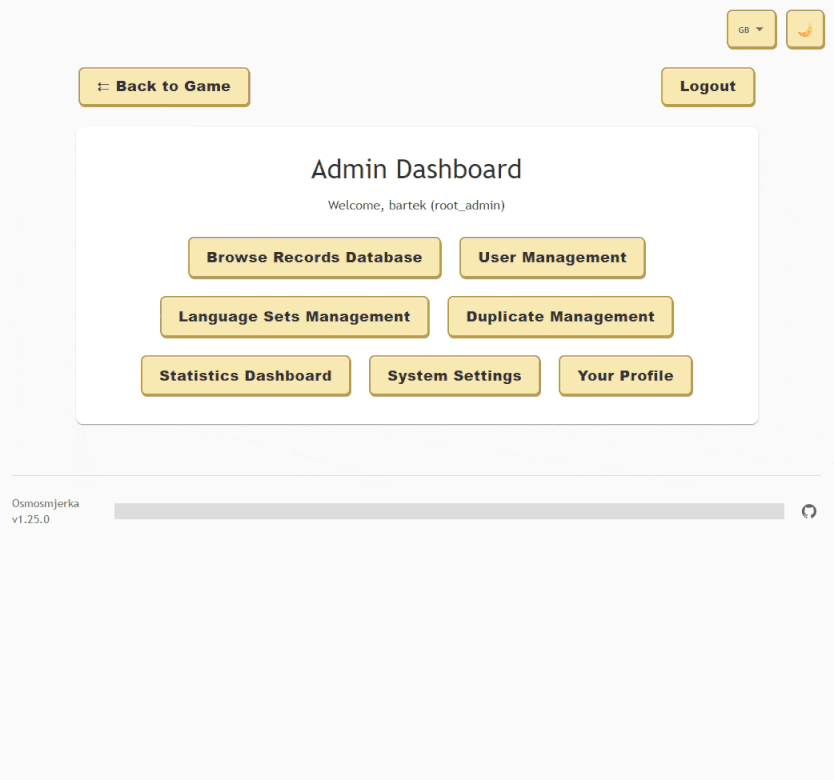 GB
← Back to Game
Logout
Admin Dashboard
Welcome, bartek (root_admin)
Browse Records Database
User Management
Language Sets Management
Duplicate Management
Statistics Dashboard
System Settings
Your Profile
Osmosmjerka
v1.25.0